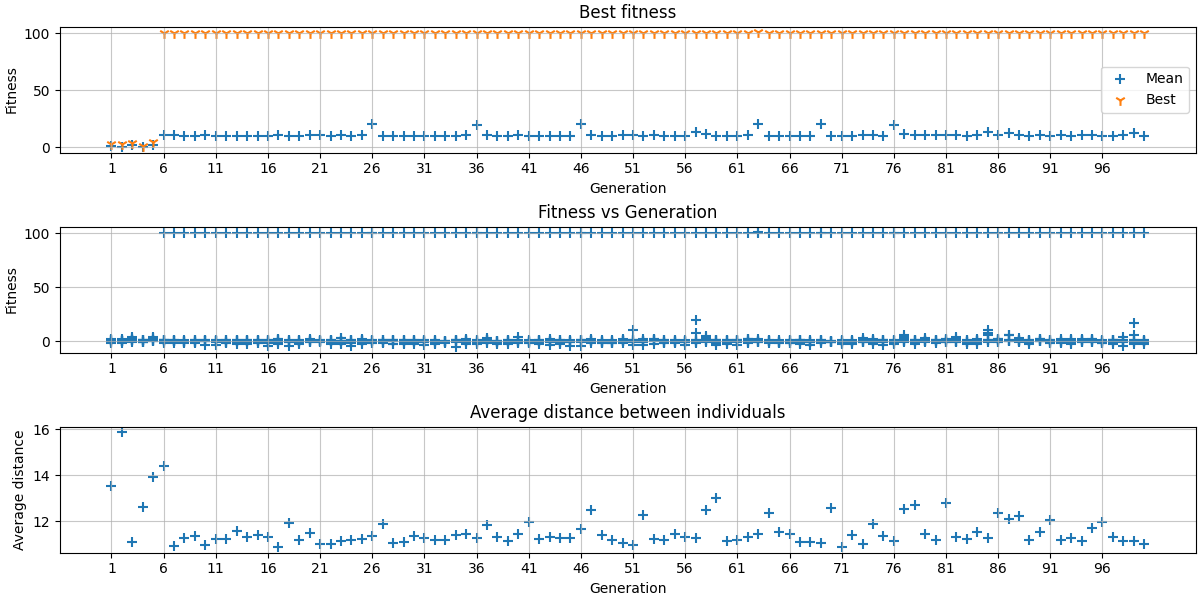 Best fitness
Fitness
100
50
0
Mean
Best
1 6 11 16 21 26 31 36 41 46 51 56 61 66 71 76 81 86 91 96
Generation
Fitness vs Generation
Fitness
100
50
0
1 6 11 16 21 26 31 36 41 46 51 56 61 66 71 76 81 86 91 96
Generation
Average distance between individuals
Average distance
16
14
12
1 6 11 16 21 26 31 36 41 46 51 56 61 66 71 76 81 86 91 96
Generation